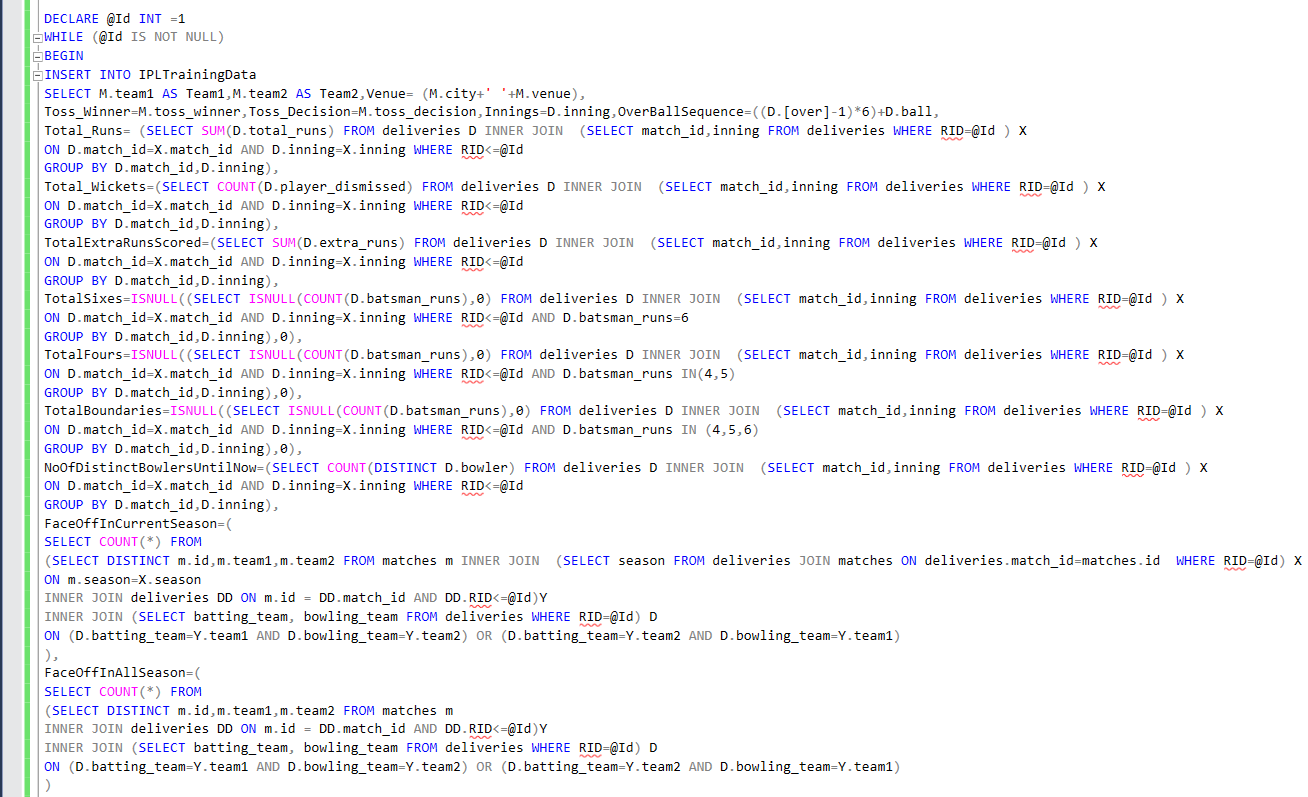 DECLARE @Id INT =1
WHILE (@Id IS NOT NULL)
BEGIN
INSERT INTO IPLTrainingData
SELECT M.team1 AS Team1,M.team2 AS Team2,Venue= (M.city+' '+M.venue),
Toss_Winner=M.toss_winner,Toss_Decision=M.toss_decision,Innings=D.inning,OverBallSequence=((D.[over]-1)*6)+D.ball,
Total_Runs= (SELECT SUM(D.total_runs) FROM deliveries D INNER JOIN  (SELECT match_id,inning FROM deliveries WHERE RID=@Id ) X
ON D.match_id=X.match_id AND D.inning=X.inning WHERE RID<=@Id
GROUP BY D.match_id,D.inning),
Total_Wickets=(SELECT COUNT(D.player_dismissed) FROM deliveries D INNER JOIN  (SELECT match_id,inning FROM deliveries WHERE RID=@Id ) X
ON D.match_id=X.match_id AND D.inning=X.inning WHERE RID<=@Id
GROUP BY D.match_id,D.inning),
TotalExtraRunsScored=(SELECT SUM(D.extra_runs) FROM deliveries D INNER JOIN  (SELECT match_id,inning FROM deliveries WHERE RID=@Id ) X
ON D.match_id=X.match_id AND D.inning=X.inning WHERE RID<=@Id
GROUP BY D.match_id,D.inning),
TotalSixes=ISNULL((SELECT ISNULL(COUNT(D.batsman_runs),0) FROM deliveries D INNER JOIN  (SELECT match_id,inning FROM deliveries WHERE RID=@Id ) X
ON D.match_id=X.match_id AND D.inning=X.inning WHERE RID<=@Id AND D.batsman_runs=6
GROUP BY D.match_id,D.inning),0),
TotalFours=ISNULL((SELECT ISNULL(COUNT(D.batsman_runs),0) FROM deliveries D INNER JOIN  (SELECT match_id,inning FROM deliveries WHERE RID=@Id ) X
ON D.match_id=X.match_id AND D.inning=X.inning WHERE RID<=@Id AND D.batsman_runs IN(4,5)
GROUP BY D.match_id,D.inning),0),
TotalBoundaries=ISNULL((SELECT ISNULL(COUNT(D.batsman_runs),0) FROM deliveries D INNER JOIN  (SELECT match_id,inning FROM deliveries WHERE RID=@Id ) X
ON D.match_id=X.match_id AND D.inning=X.inning WHERE RID<=@Id AND D.batsman_runs IN (4,5,6)
GROUP BY D.match_id,D.inning),0),
NoOfDistinctBowlersUntilNow=(SELECT COUNT(DISTINCT D.bowler) FROM deliveries D INNER JOIN  (SELECT match_id,inning FROM deliveries WHERE RID=@Id ) X
ON D.match_id=X.match_id AND D.inning=X.inning WHERE RID<=@Id
GROUP BY D.match_id,D.inning),
FaceOffInCurrentSeason=(
SELECT COUNT(*) FROM
(SELECT DISTINCT m.id,m.team1,m.team2 FROM matches m INNER JOIN  (SELECT season FROM deliveries JOIN matches ON deliveries.match_id=matches.id  WHERE RID=@Id) X
ON m.season=X.season
INNER JOIN deliveries DD ON m.id = DD.match_id AND DD.RID<=@Id)Y
INNER JOIN (SELECT batting_team, bowling_team FROM deliveries WHERE RID=@Id) D
ON (D.batting_team=Y.team1 AND D.bowling_team=Y.team2) OR (D.batting_team=Y.team2 AND D.bowling_team=Y.team1)
),
FaceOffInAllSeason=(
SELECT COUNT(*) FROM
(SELECT DISTINCT m.id,m.team1,m.team2 FROM matches m
INNER JOIN deliveries DD ON m.id = DD.match_id AND DD.RID<=@Id)Y
INNER JOIN (SELECT batting_team, bowling_team FROM deliveries WHERE RID=@Id) D
ON (D.batting_team=Y.team1 AND D.bowling_team=Y.team2) OR (D.batting_team=Y.team2 AND D.bowling_team=Y.team1)
)